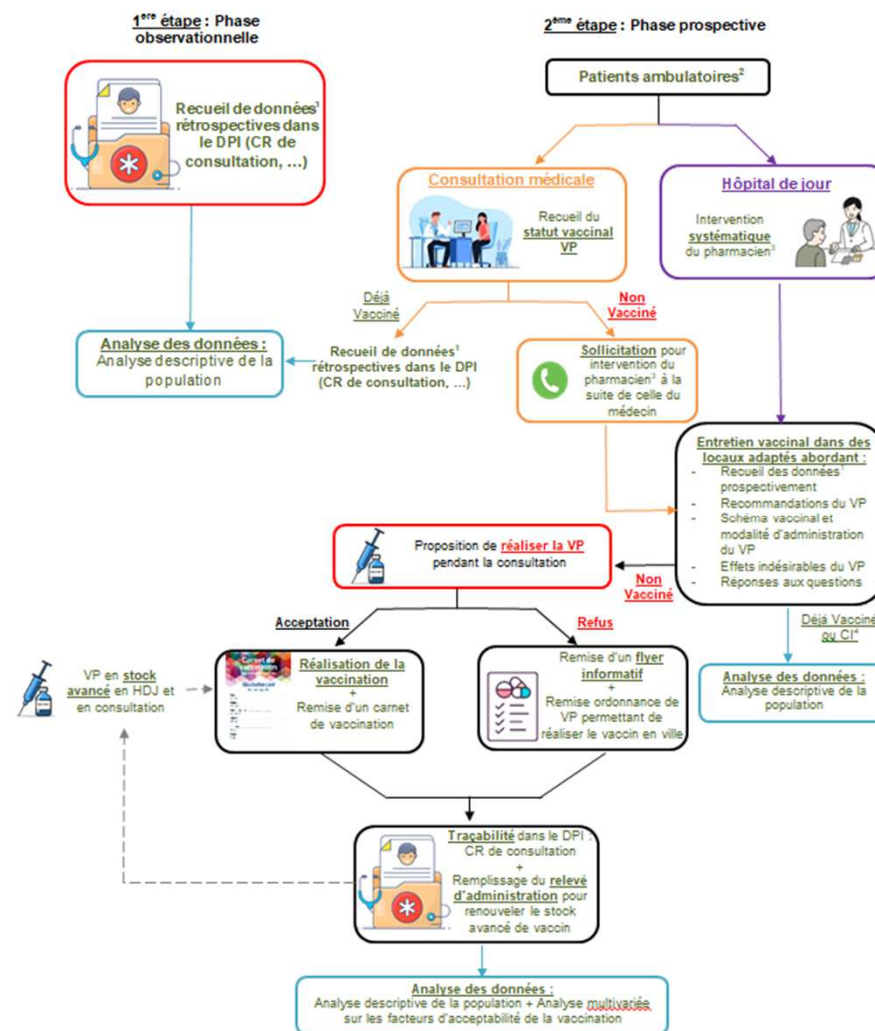 1ere étape : Phase
observationnelle
Recueil de données¹
rétrospectives dans
le DPI (CR de
consultation, ...)
Analyse des données :
Analyse descriptive de la
population
2ème étape : Phase prospective
Patients ambulatoires²
Consultation médicale
Recueil du
statut vaccinal
VP
Hôpital de jour
Intervention
systématique
du pharmacien³
Déjà
Vacciné
Non
Vacciné
Recueil de données¹
rétrospectives dans le DPI
(CR de consultation, ...)
Sollicitation pour
intervention du
pharmacien³ à la
suite de celle du
médecin
Entretien vaccinal dans des
locaux adaptés abordant :
- Recueil des données¹
prospectivement
- Recommandations du VP
- Schéma vaccinal et
modalité d'administration
du VP
- Effets indésirables du VP
- Réponses aux questions
Non
Vacciné
Proposition de réaliser la VP
pendant la consultation
Déjà Vacciné
ou CI⁴
Analyse des données :
Analyse descriptive de la
population
Acceptation
Refus
VP en stock
avancé en HDJ et
en consultation
Carnet de
vaccination
Réalisation de la
vaccination
+
Remise d'un carnet
de vaccination
Remise d'un flyer
informatif
+
Remise ordonnance de
VP permettant de
réaliser le vaccin en ville
Traçabilité dans le DPI :
CR de consultation
+
Remplissage du relevé
d'administration pour
renouveler le stock
avancé de vaccin
Analyse des données :
Analyse descriptive de la population + Analyse multivariée
sur les facteurs d'acceptabilité de la vaccination